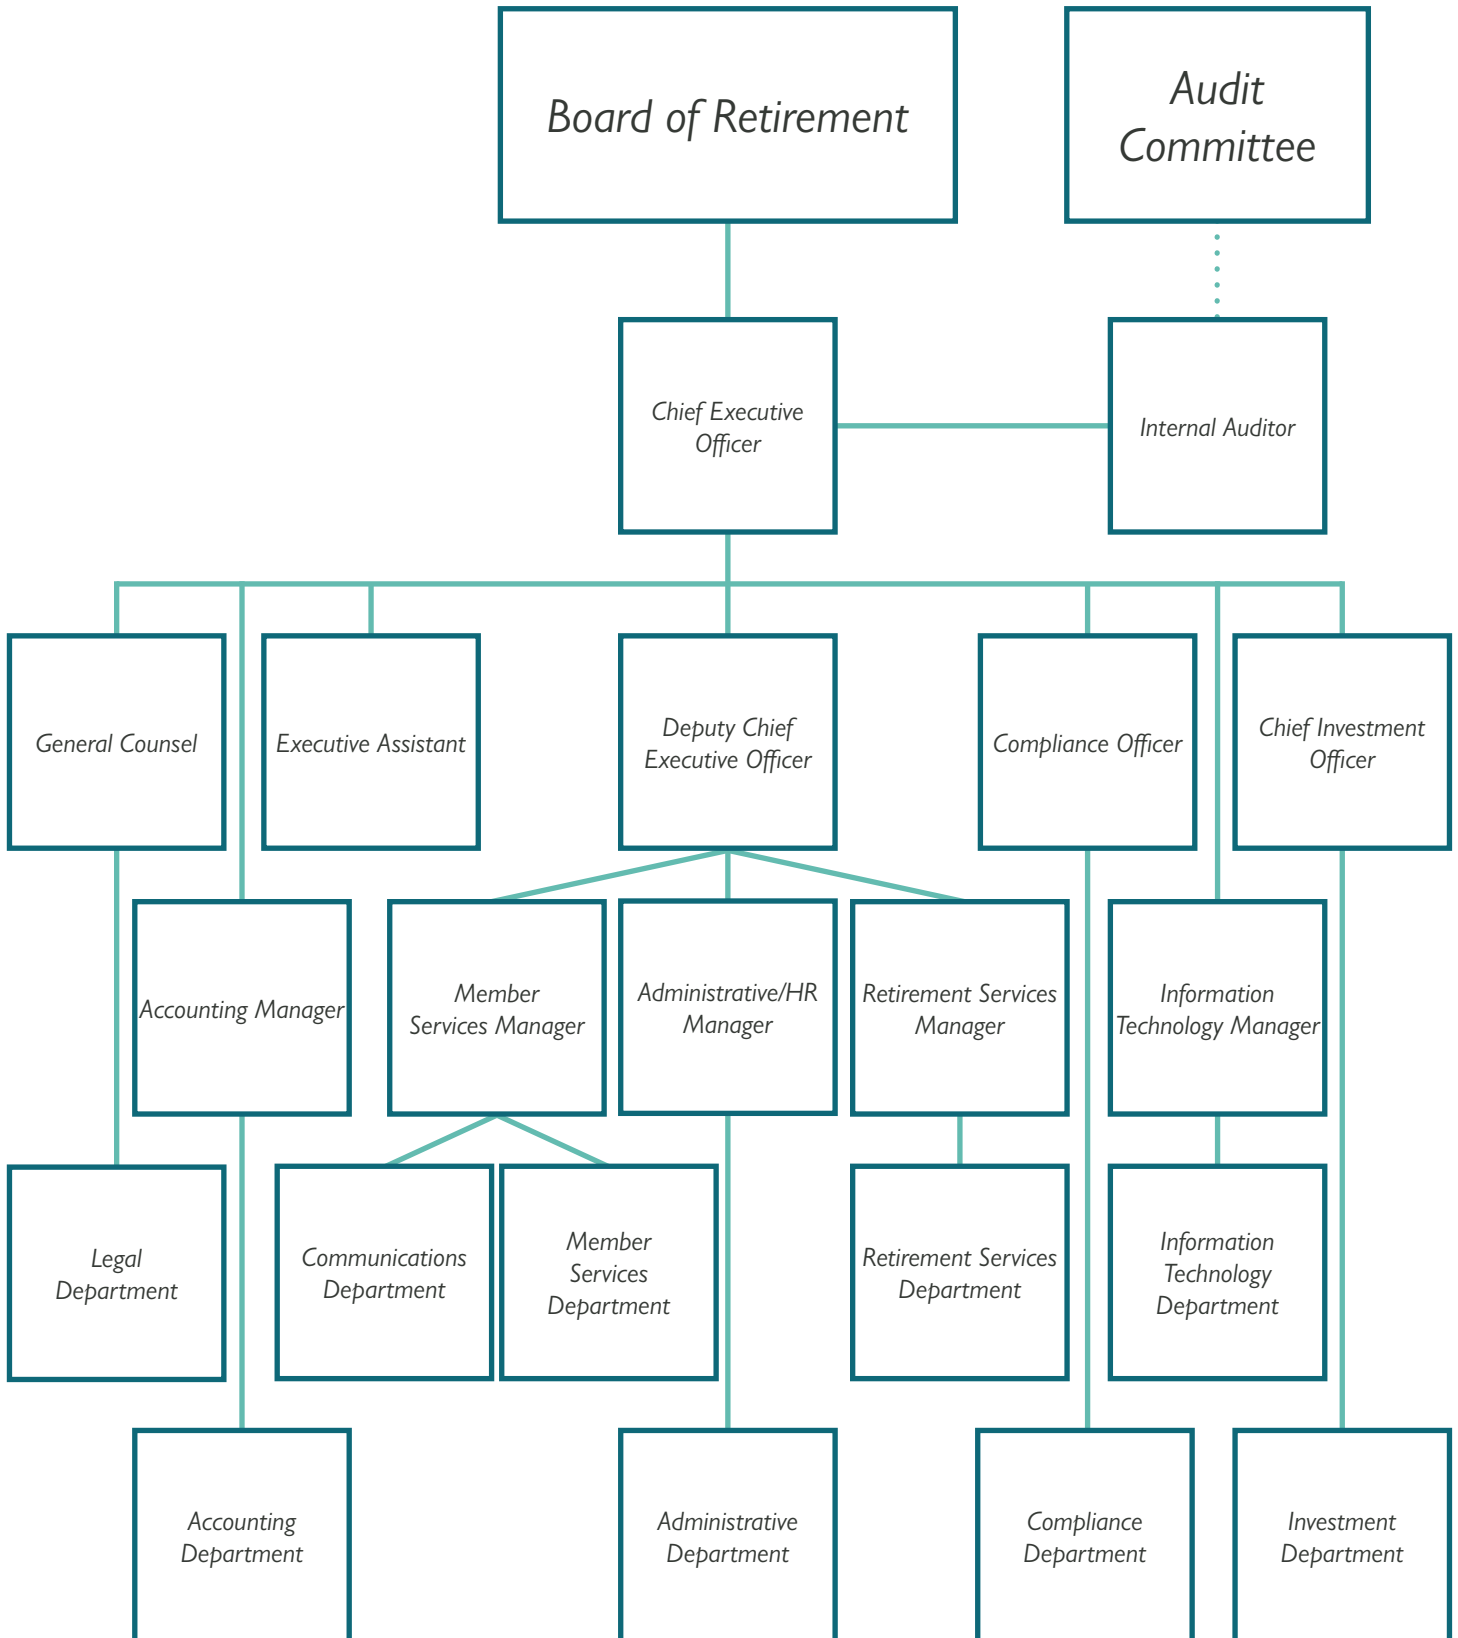 Board of Retirement
Audit
Committee
Chief Executive
Officer
Internal Auditor
General Counsel
Executive Assistant
Deputy Chief
Executive Officer
Compliance Officer
Chief Investment
Officer
Accounting Manager
Member
Services Manager
Administrative/HR
Manager
Retirement Services
Manager
Information
Technology Manager
Legal
Department
Communications
Department
Member
Services
Department
Retirement Services
Department
Information
Technology
Department
Accounting
Department
Administrative
Department
Compliance
Department
Investment
Department